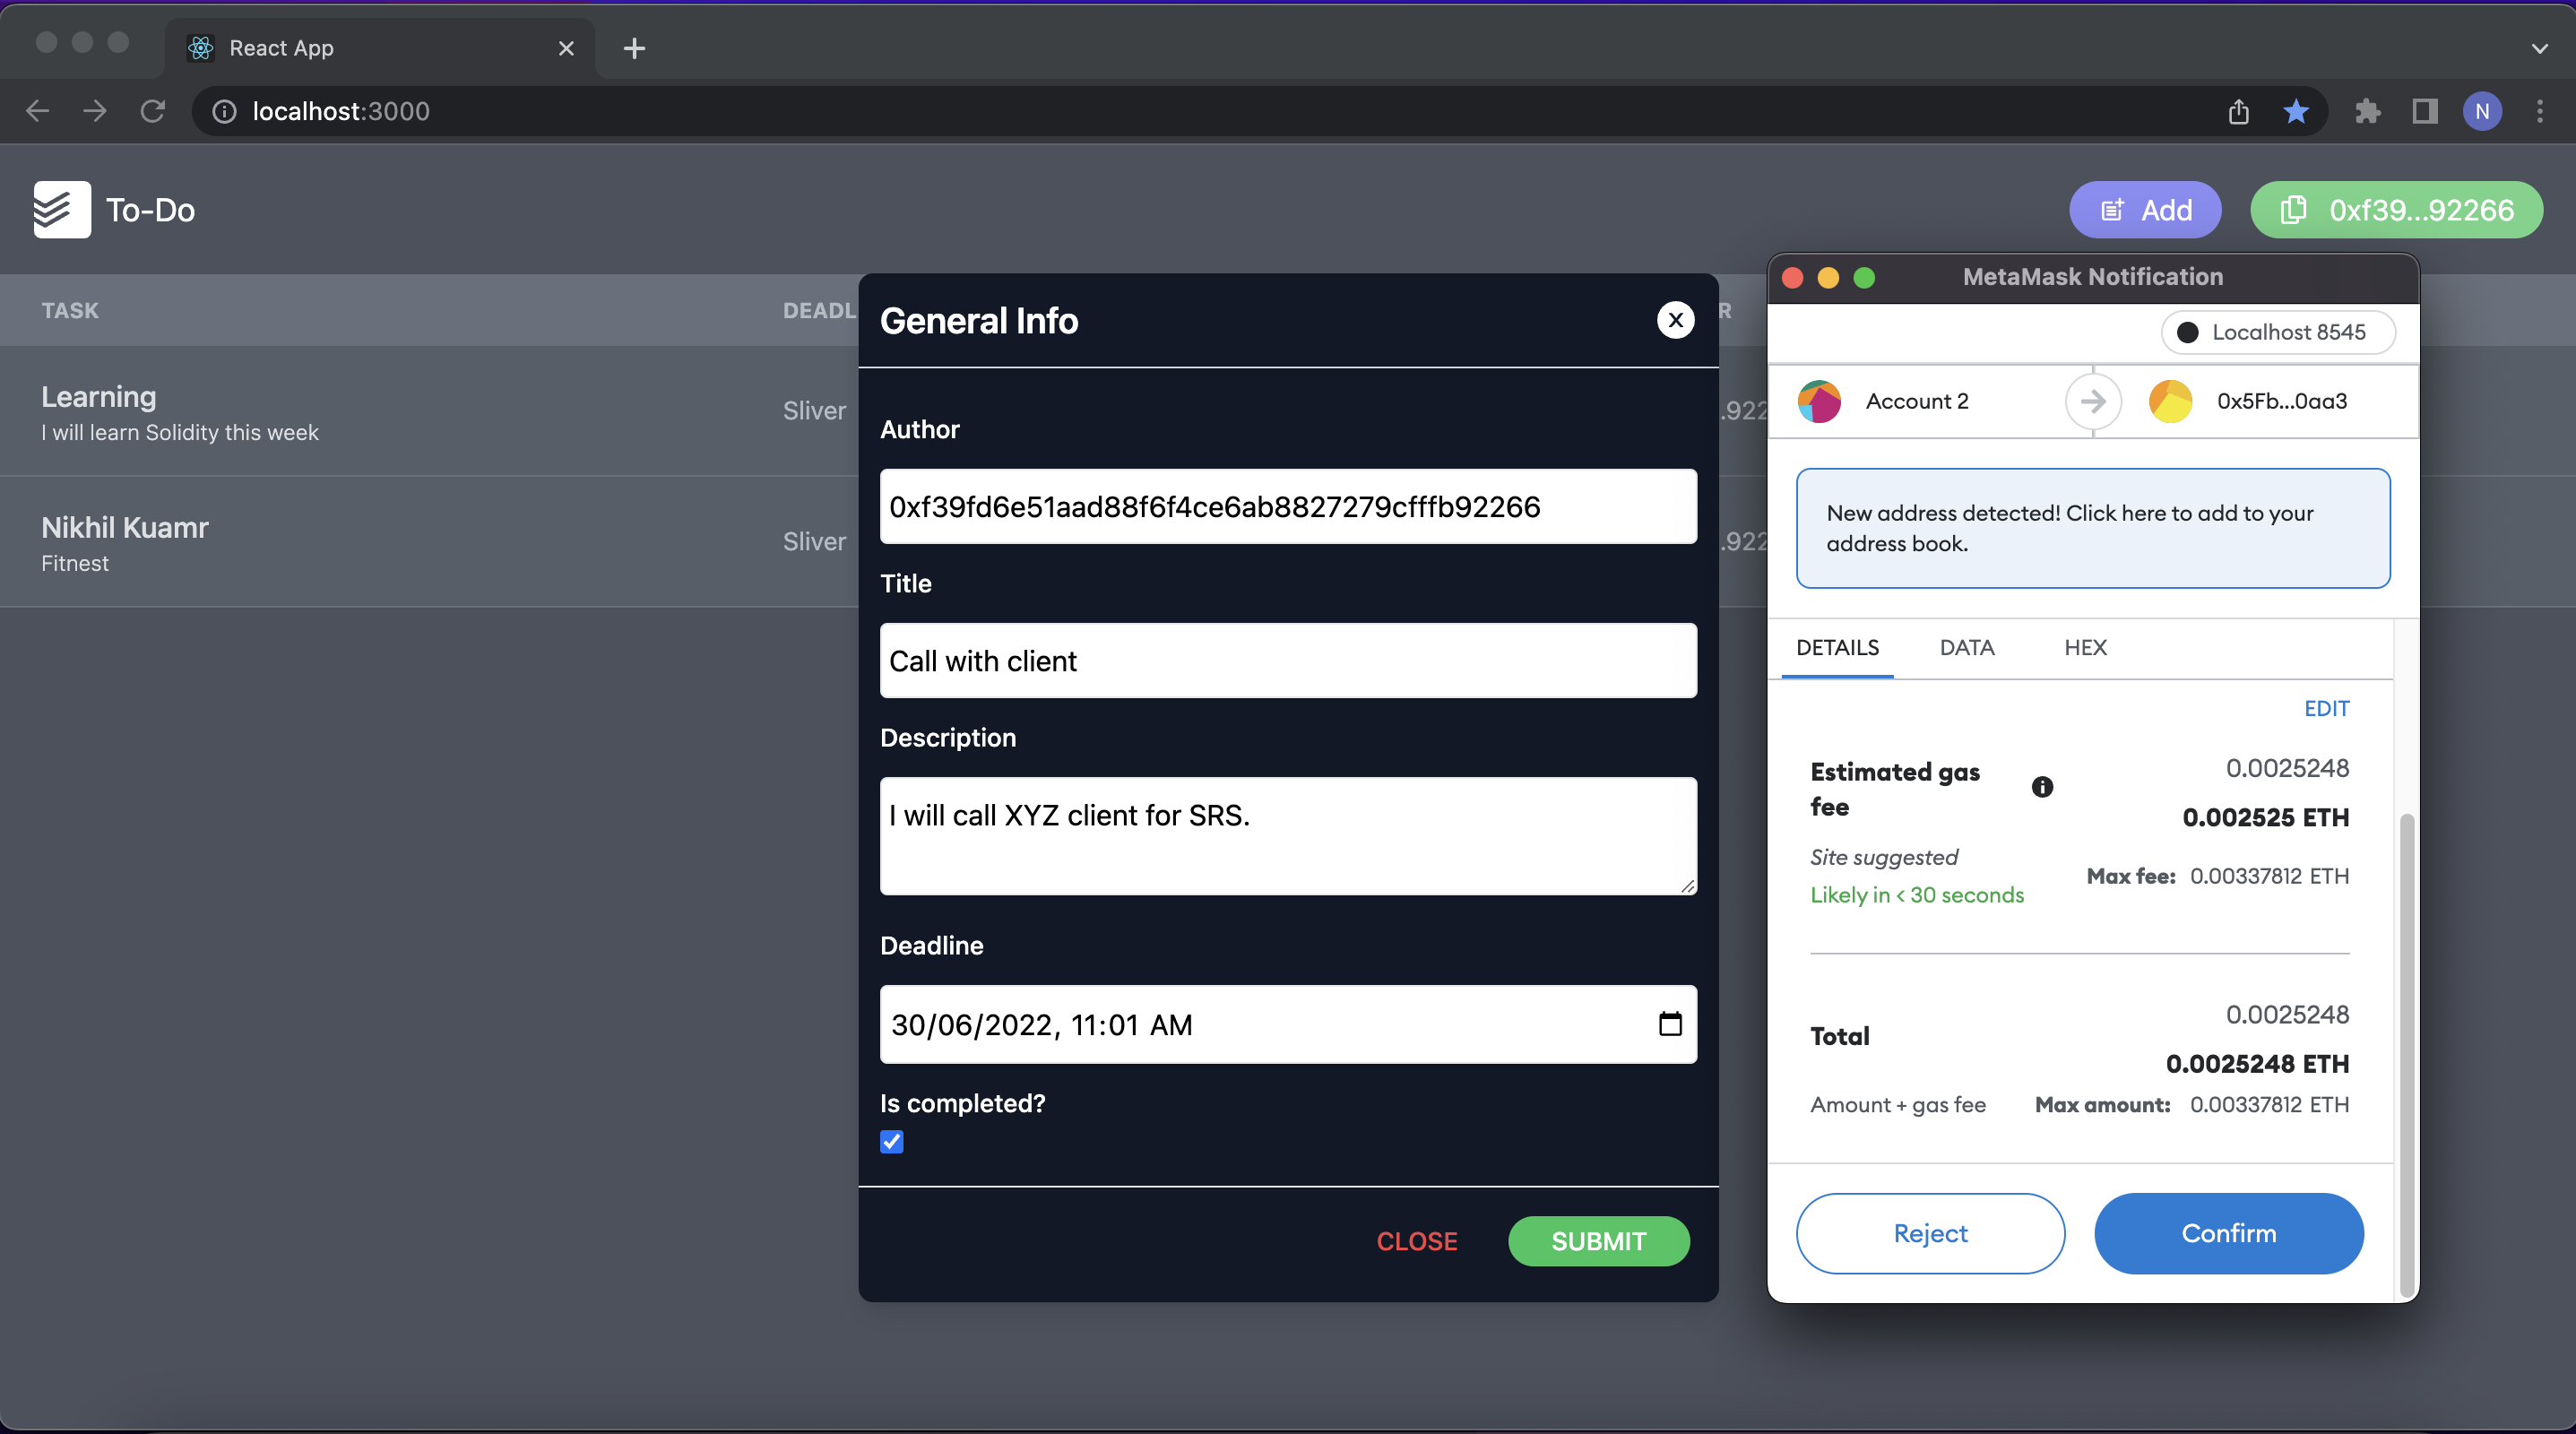 React App
localhost:3000
N
To-Do
Add
0xf39...92266
TASK
Learning
I will learn Solidity this week
Sliver
.922
Nikhil Kuamr
Fitnest
Sliver
.922
General Info
X
Author
0xf39fd6e51aad88f6f4ce6ab8827279cfffb92266
Title
Call with client
Description
I will call XYZ client for SRS.
Deadline
30/06/2022, 11:01 AM
Is completed?
CLOSE
SUBMIT
MetaMask Notification
Localhost 8545
Account 2
0x5Fb...0aa3
New address detected! Click here to add to your
address book.
DETAILS DATA HEX
EDIT
Estimated gas
fee
0.0025248
0.002525 ETH
Site suggested
Likely in < 30 seconds
Max fee: 0.00337812 ETH
Total
0.0025248
0.0025248 ETH
Amount + gas fee
Max amount: 0.00337812 ETH
Reject
Confirm